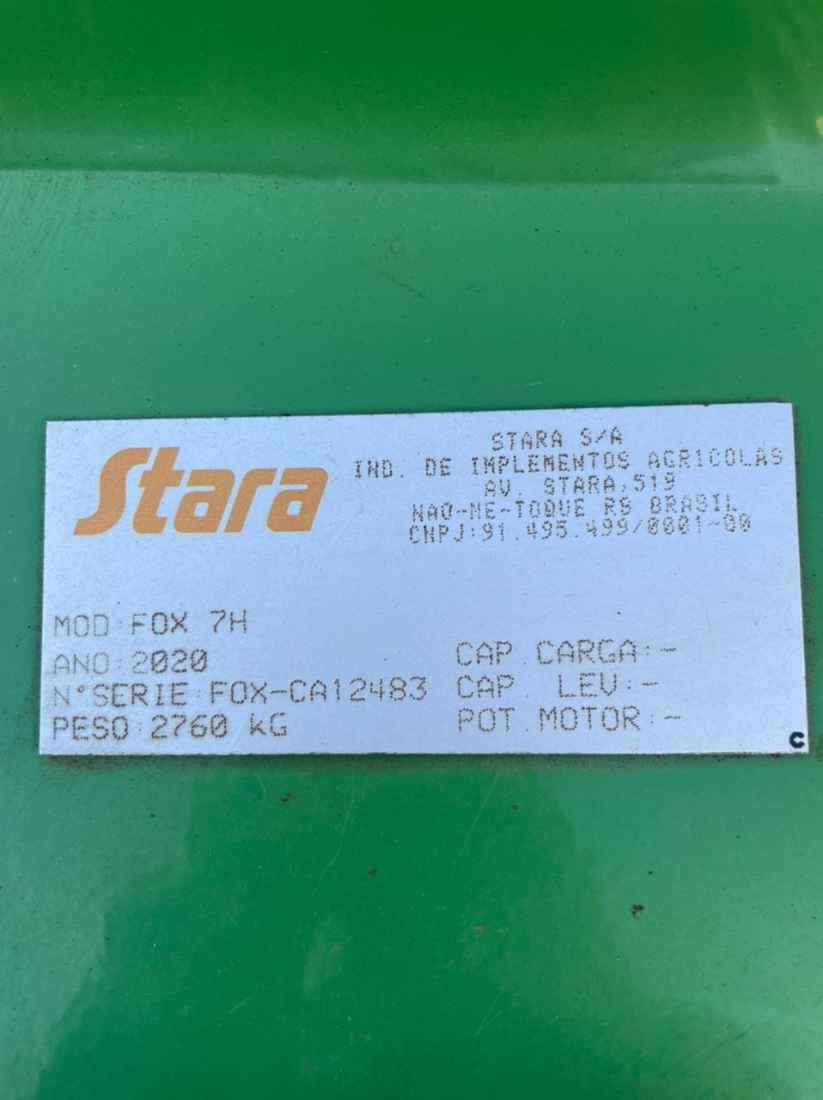 Stara
STARA S/A
IND. DE IMPLEMENTOS AGRICOLAS
AV. STARA,519
NAO-ME-TOQUE RS BRASIL
CNPJ:91.495.499/0001-00
MOD:FOX 7H
ANO:2020
N°SERIE FOX-CA12483
PESO:2760 kG
CAP.CARGA:-
CAP. LEV:-
POT.MOTOR:-
C